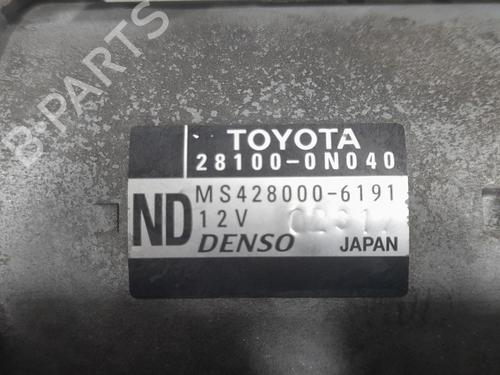 TOYOTA
28100-0N040
MS428000-6191
12V
ND DENSO JAPAN
B-PARTS